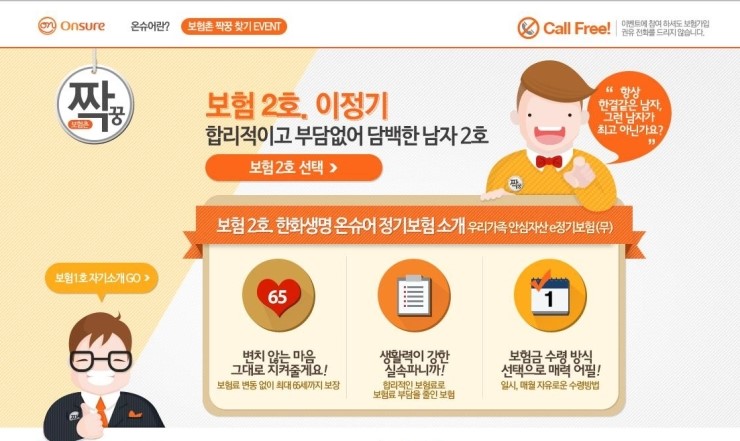 Onsure
온슈어란?
보험촌 짝꿍 찾기 EVENT
Call Free!
이벤트에 참여 하셔도 보험가입
권유 전화를 드리지 않습니다.
짝꿍
보험촌
보험 2호. 이정기
합리적이고 부담없어 담백한 남자 2호
보험 2호 선택 >
“ 항상
한결같은 남자,
그런 남자가
최고 아닌가요? ”
보험 2호. 한화생명 온슈어 정기보험 소개 우리가족 안심자산 e정기보험(무)
보험1호 자기소개 GO >
65
1
변치 않는 마음
그대로 지켜줄게요!
보험료 변동 없이 최대 65세까지 보장
생활력이 강한
실속파니까!
합리적인 보험료로
보험료 부담을 줄인 보험
보험금 수령 방식
선택으로 매력 어필!
일시, 매월 자유로운 수령방법